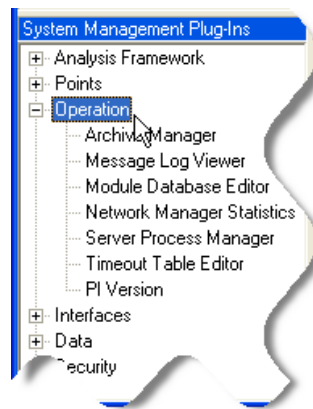 System Management Plug-Ins
Analysis Framework
Points
Operation
Archive Manager
Message Log Viewer
Module Database Editor
Network Manager Statistics
Server Process Manager
Timeout Table Editor
PI Version
Interfaces
Data
Security